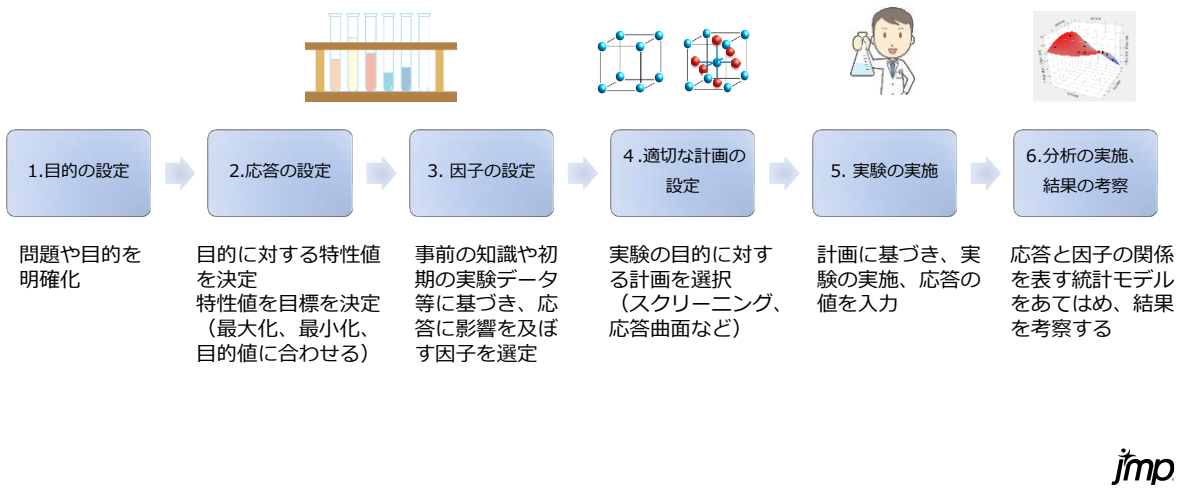 1.目的の設定
2.応答の設定
3. 因子の設定
４.適切な計画の
設定
5. 実験の実施
6.分析の実施、
結果の考察
問題や目的を
明確化
目的に対する特性値
を決定
特性値を目標を決定
（最大化、最小化、
目的値に合わせる）
事前の知識や初
期の実験データ
等に基づき、応
答に影響を及ぼ
す因子を選定
実験の目的に対す
る計画を選択
（スクリーニング、
応答曲面など）
計画に基づき、実
験の実施、応答の
値を入力
応答と因子の関係
を表す統計モデル
をあてはめ、結果
を考察する
jmp